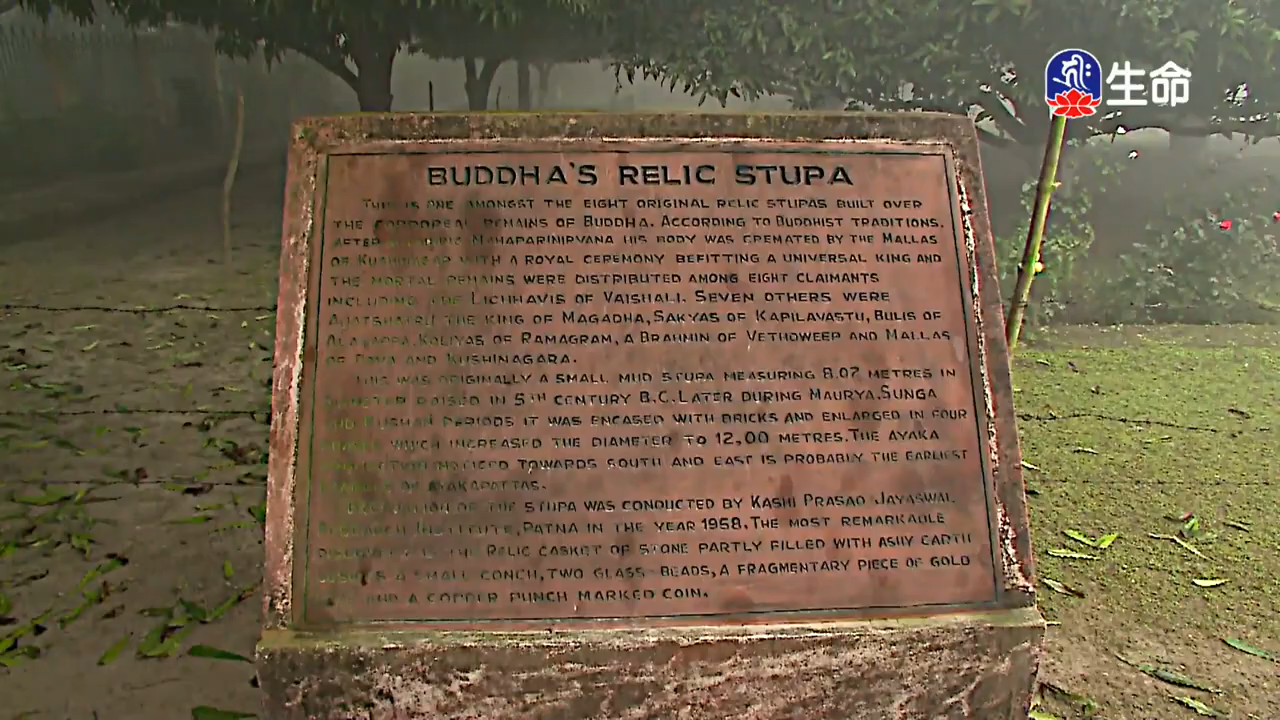 生命
BUDDHA'S RELIC STUPA
THIS IS ONE AMONGST THE EIGHT ORIGINAL RELIC STUPAS BUILT OVER
THE CORPOREAL REMAINS OF BUDDHA. ACCORDING TO BUDDHIST TRADITIONS,
AFTER MAHAPARINIRVANA HIS BODY WAS CREMATED BY THE MALLAS
OF KUSHINAGAR WITH A ROYAL CEREMONY BEFITTING A UNIVERSAL KING AND
THE MORTAL REMAINS WERE DISTRIBUTED AMONG EIGHT CLAIMANTS
INCLUDING THE LICHHAVIS OF VAISHALI. SEVEN OTHERS WERE
AJATSHATRU THE KING OF MAGADHA, SAKYAS OF KAPILAVASTU, BULIS OF
KOLIYAS OF RAMAGRAM, A BRAHMIN OF VETHDWEEP AND MALLAS
OF PAVA AND KUSHINAGARA.
THIS WAS ORIGINALLY A SMALL MUD STUPA MEASURING 8.07 METRES IN
DIAMETER RAISED IN 5TH CENTURY B.C. LATER DURING MAURYA, SUNGA
AND KUSHAN PERIODS IT WAS ENCASED WITH BRICKS AND ENLARGED IN FOUR
WHICH INCREASED THE DIAMETER TO 12,00 METRES. THE AYAKA
NOTICED TOWARDS SOUTH AND EAST IS PROBABLY THE EARLIEST
OF AYAKAPATTAS.
EXCAVATION OF THE STUPA WAS CONDUCTED BY KASHI PRASAD JAYASWAL
RESEARCH INSTITUTE, PATNA IN THE YEAR 1958. THE MOST REMARKABLE
DISCOVERY IS THE RELIC CASKET OF STONE PARTLY FILLED WITH ASHY EARTH
BESIDES A SMALL CONCH, TWO GLASS BEADS, A FRAGMENTARY PIECE OF GOLD
AND A COPPER PUNCH MARKED COIN.